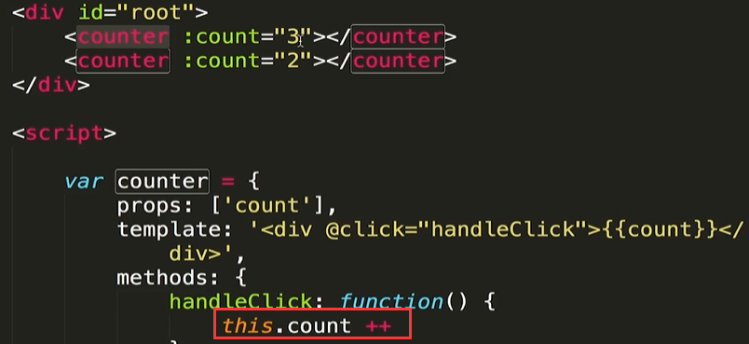 <div id="root">
<counter :count="3"></counter>
<counter :count="2"></counter>
</div>
<script>
var counter = {
props: ['count'],
template: '<div @click="handleClick">{{count}}</
div>',
methods: {
handleClick: function() {
this.count ++